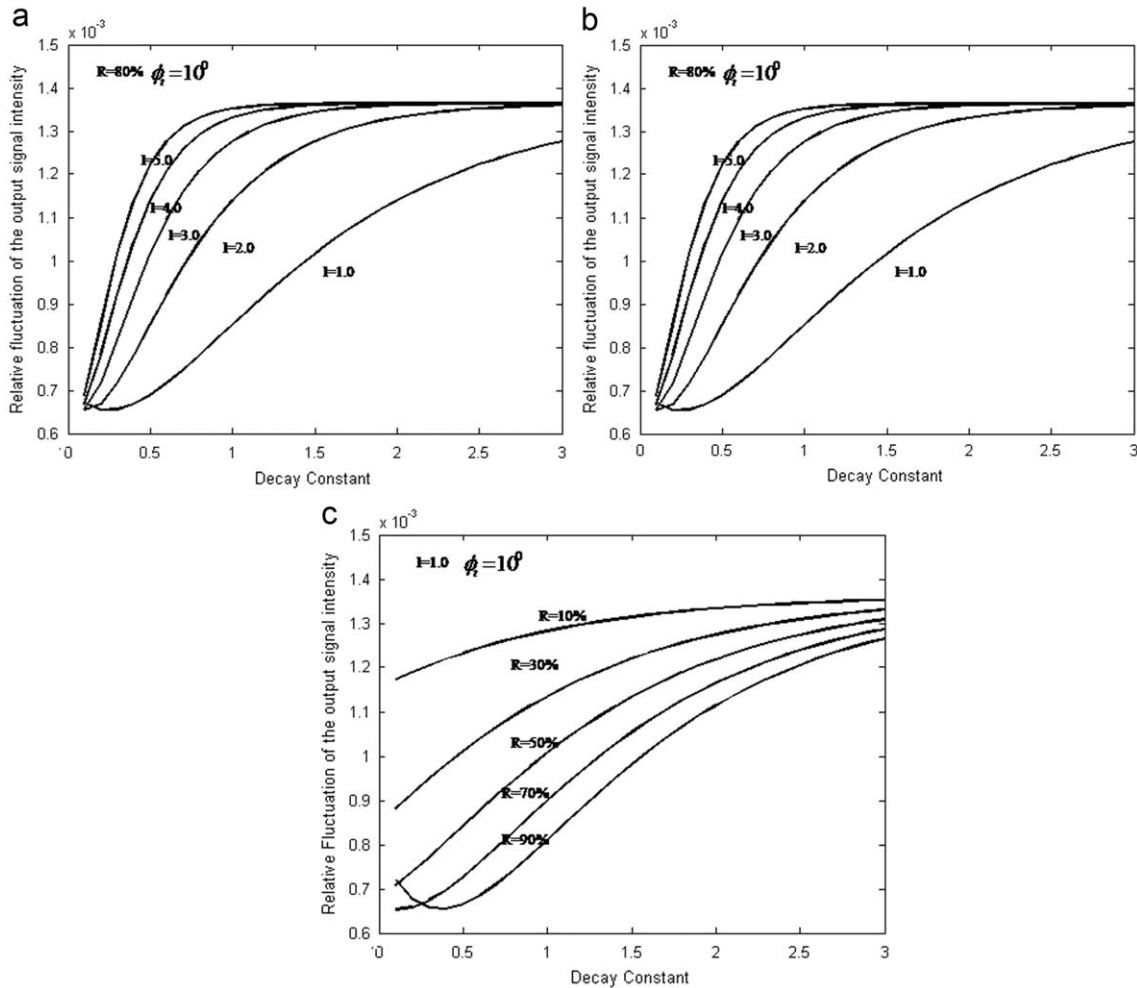 a
x 10⁻³
Relative fluctuation of the output signal intensity
1.5
1.4
1.3
1.2
1.1
1
0.9
0.8
0.7
0.6
R=80% ϕ_t=10⁰
l=5.0
l=4.0
l=3.0
l=2.0
l=1.0
0 0.5 1 1.5 2 2.5 3
Decay Constant
b
x 10⁻³
Relative fluctuation of the output signal intensity
1.5
1.4
1.3
1.2
1.1
1
0.9
0.8
0.7
0.6
R=80% ϕ_t=10⁰
l=5.0
l=4.0
l=3.0
l=2.0
l=1.0
0 0.5 1 1.5 2 2.5 3
Decay Constant
c
x 10⁻³
Relative Fluctuation of the output signal intensity
1.5
1.4
1.3
1.2
1.1
1
0.9
0.8
0.7
0.6
l=1.0 ϕ_t=10⁰
R=10%
R=30%
R=50%
R=70%
R=90%
0 0.5 1 1.5 2 2.5 3
Decay Constant